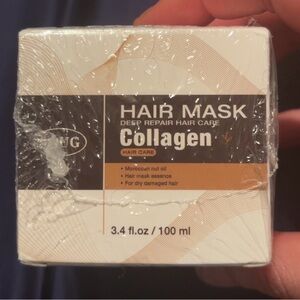 HAIR MASK
DEEP REPAIR HAIR CARE
Collagen
HAIR CARE
• Moroccown nut oil
• Hair mask essence
• For dry damaged hair
3.4 fl.oz / 100 ml